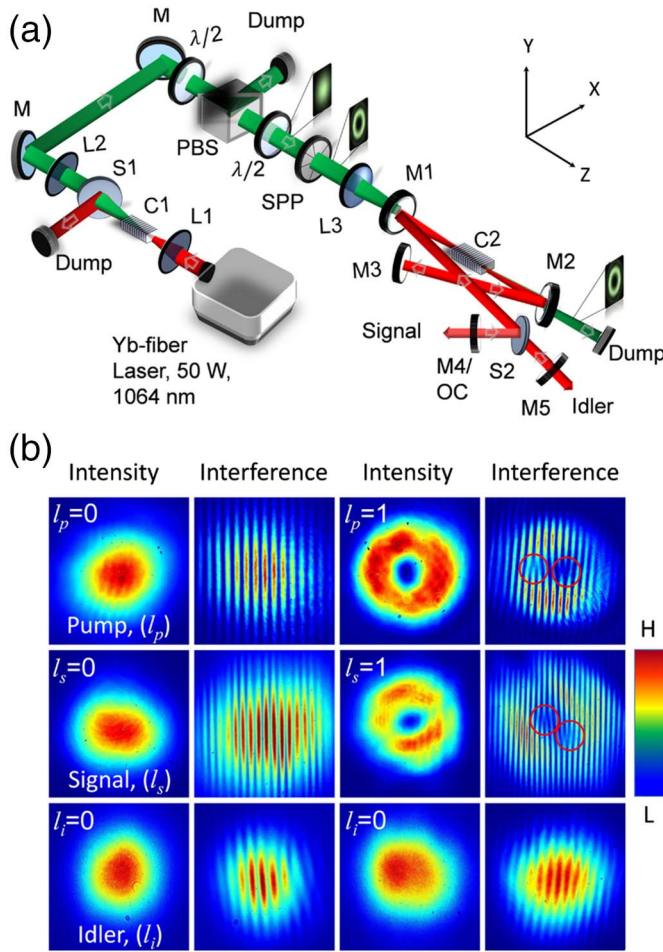 (a)
M
λ/2
Dump
Y
X
Z
M
L2
S1
PBS
λ/2
SPP
L3
M1
C1
L1
C2
M3
M2
Dump
Signal
Dump
Yb-fiber
Laser, 50 W,
1064 nm
M4/
OC
S2
M5
Idler
(b)
Intensity Interference Intensity Interference
lp=0 lp=1
Pump, (lp)
H
ls=0 ls=1
Signal, (ls)
L
li=0 li=0
Idler, (li)